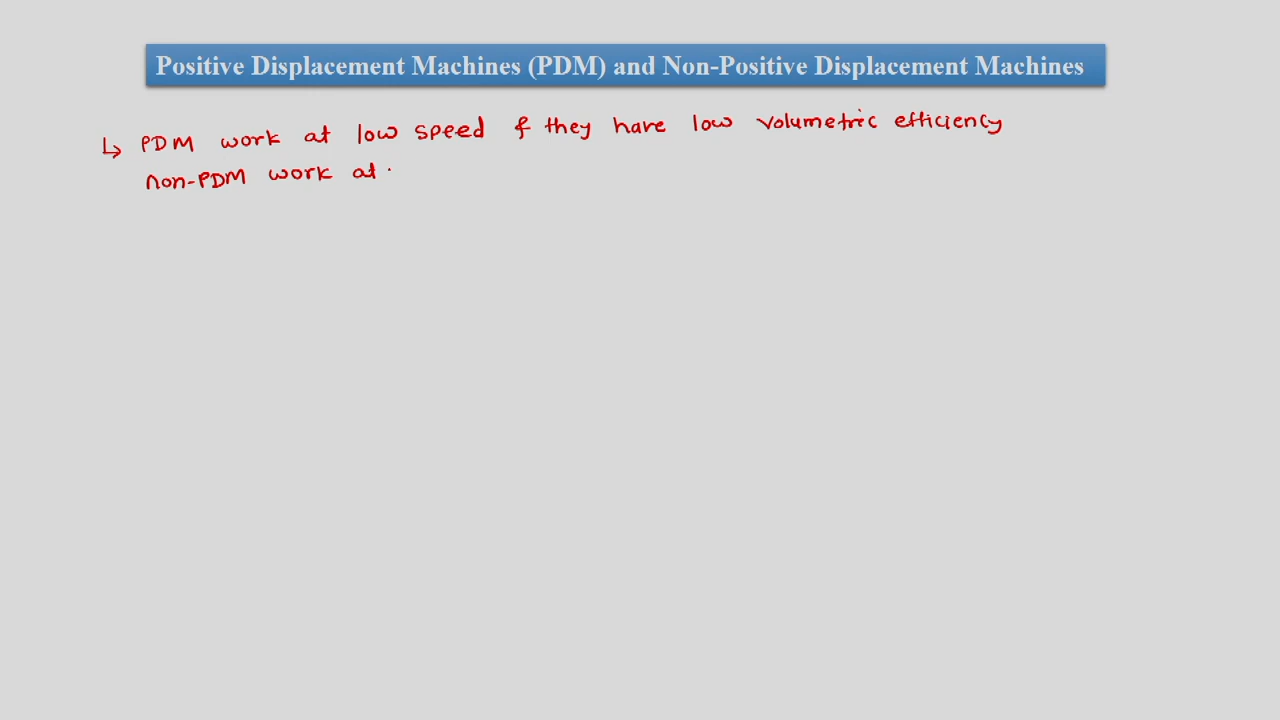 Positive Displacement Machines (PDM) and Non-Positive Displacement Machines
↳ PDM work at low speed & they have low volumetric efficiency
Non-PDM work at